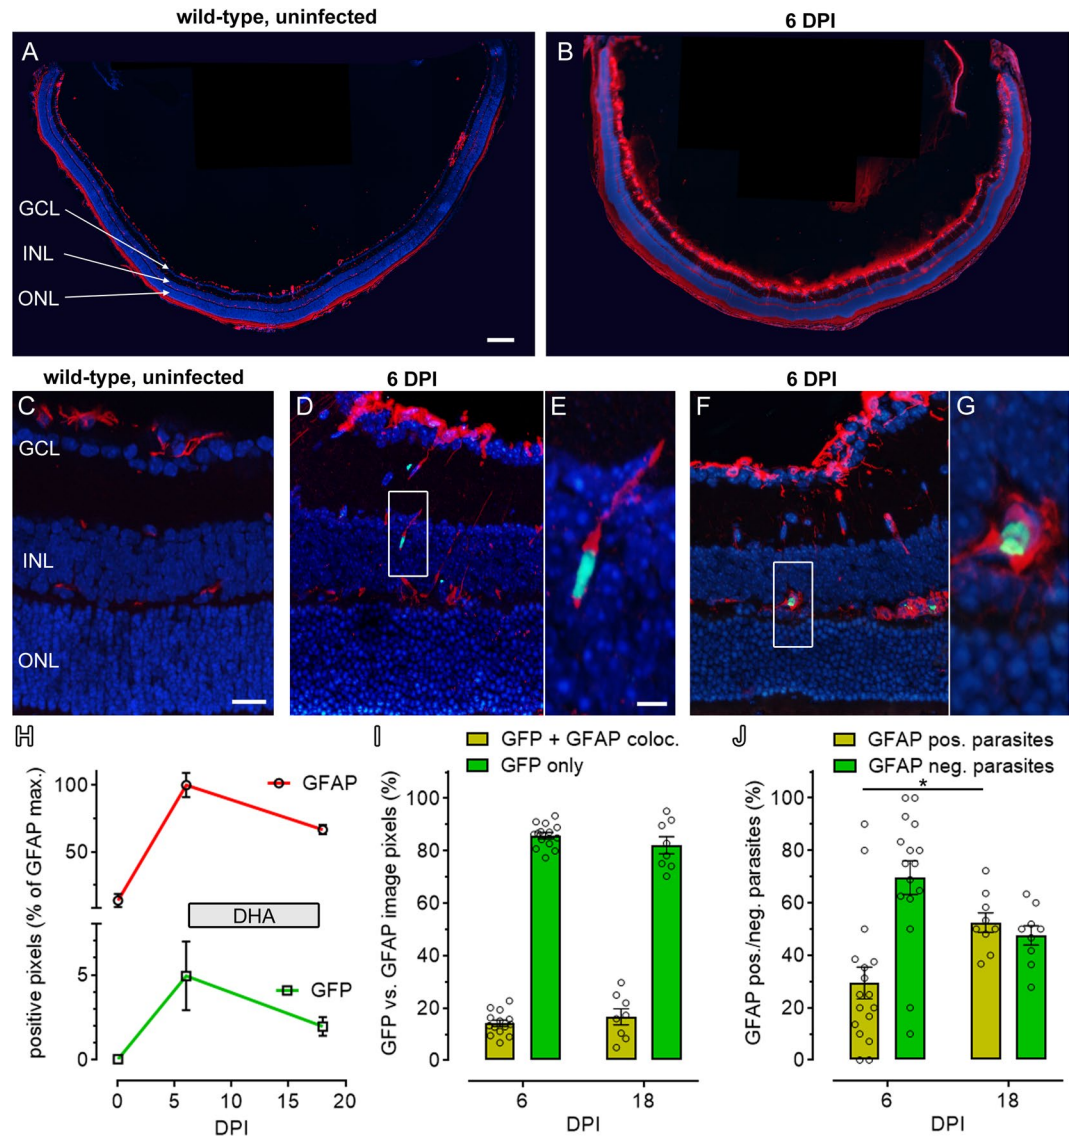 wild-type, uninfected
6 DPI
A
B
GCL
INL
ONL
wild-type, uninfected
6 DPI
6 DPI
C
D
E
F
G
GCL
INL
ONL
H
I
J
GFP + GFAP coloc.
GFP only
GFAP pos. parasites
GFAP neg. parasites
positive pixels (% of GFAP max.)
100
50
5
0
GFAP
DHA
GFP
0
5
10
15
20
DPI
GFP vs. GFAP image pixels (%)
100
80
60
40
20
0
6
18
DPI
GFAP pos./neg. parasites (%)
100
80
60
40
20
0
*
6
18
DPI